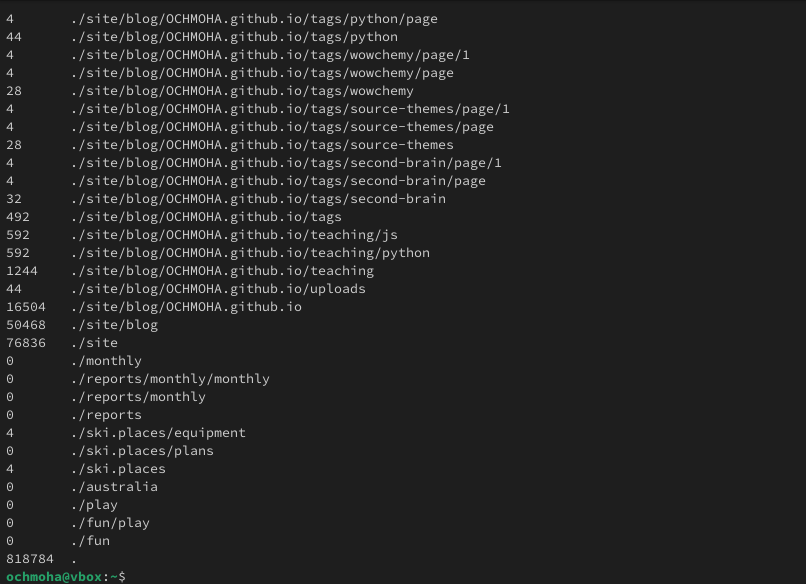 4	./site/blog/OCHMOHA.github.io/tags/python/page
44	./site/blog/OCHMOHA.github.io/tags/python
4	./site/blog/OCHMOHA.github.io/tags/wowchemy/page/1
4	./site/blog/OCHMOHA.github.io/tags/wowchemy/page
28	./site/blog/OCHMOHA.github.io/tags/wowchemy
4	./site/blog/OCHMOHA.github.io/tags/source-themes/page/1
4	./site/blog/OCHMOHA.github.io/tags/source-themes/page
28	./site/blog/OCHMOHA.github.io/tags/source-themes
4	./site/blog/OCHMOHA.github.io/tags/second-brain/page/1
4	./site/blog/OCHMOHA.github.io/tags/second-brain/page
32	./site/blog/OCHMOHA.github.io/tags/second-brain
492	./site/blog/OCHMOHA.github.io/tags
592	./site/blog/OCHMOHA.github.io/teaching/js
592	./site/blog/OCHMOHA.github.io/teaching/python
1244	./site/blog/OCHMOHA.github.io/teaching
44	./site/blog/OCHMOHA.github.io/uploads
16504	./site/blog/OCHMOHA.github.io
50468	./site/blog
76836	./site
0	./monthly
0	./reports/monthly/monthly
0	./reports/monthly
0	./reports
4	./ski.places/equipment
0	./ski.places/plans
4	./ski.places
0	./australia
0	./play
0	./fun/play
0	./fun
818784	.
ochmoha@vbox:~$